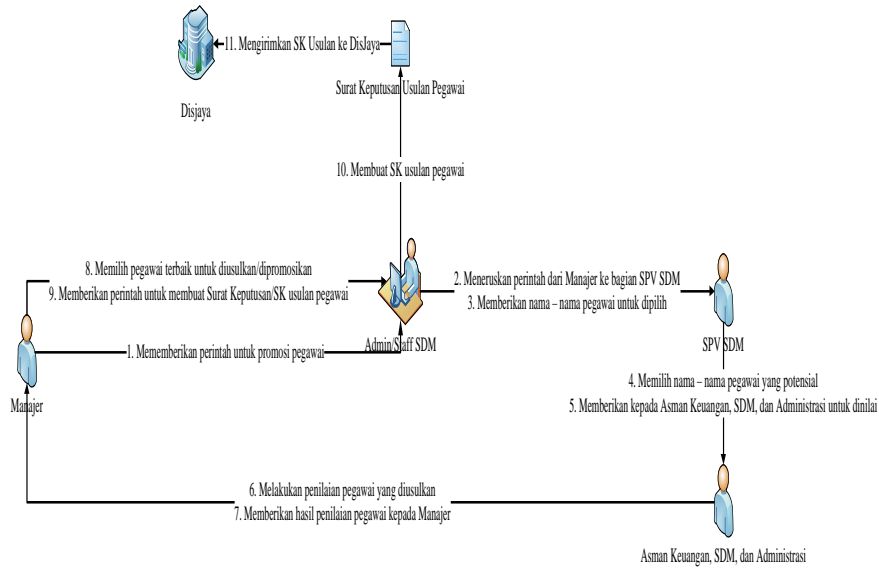 11. Mengirimkan SK Usulan ke DisJaya
Surat Keputusan Usulan Pegawai
Disjaya
10. Membuat SK usulan pegawai
8. Memilih pegawai terbaik untuk diusulkan/dipromosikan
9. Memberikan perintah untuk membuat Surat Keputusan/SK usulan pegawai
2. Meneruskan perintah dari Manajer ke bagian SPV SDM
3. Memberikan nama – nama pegawai untuk dipilih
1. Mememberikan perintah untuk promosi pegawai
Admin/Staff SDM
SPV SDM
Manajer
4. Memilih nama – nama pegawai yang potensial
5. Memberikan kepada Asman Keuangan, SDM, dan Administrasi untuk dinilai
6. Melakukan penilaian pegawai yang diusulkan
7. Memberikan hasil penilaian pegawai kepada Manajer
Asman Keuangan, SDM, dan Administrasi